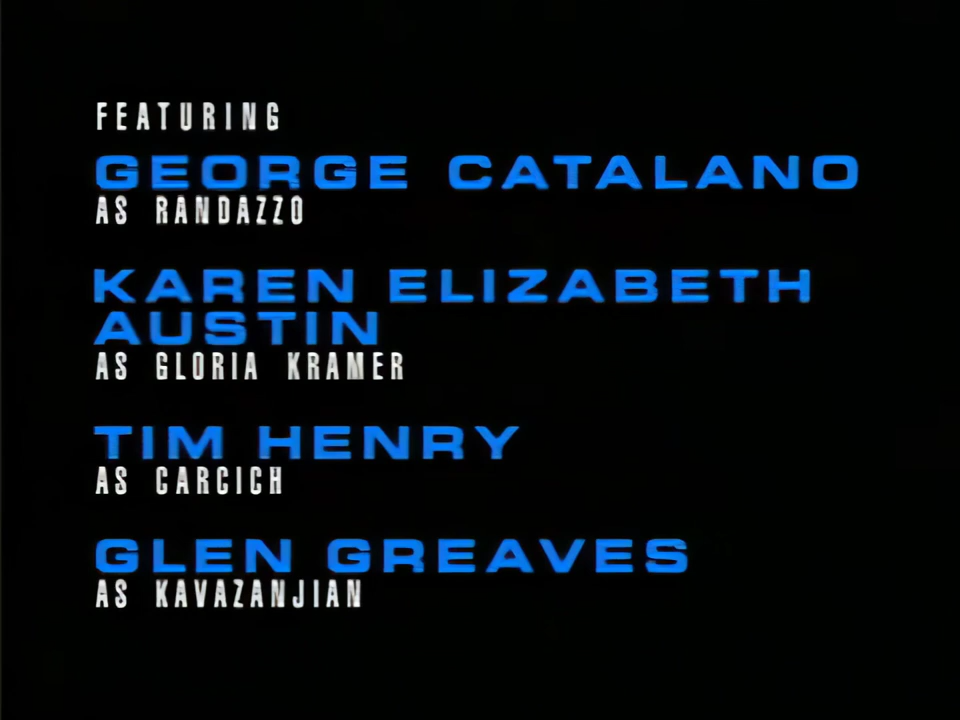 FEATURING
GEORGE CATALANO
AS RANDAZZO
KAREN ELIZABETH
AUSTIN
AS GLORIA KRAMER
TIM HENRY
AS CARCICH
GLEN GREAVES
AS KAVAZANJIAN